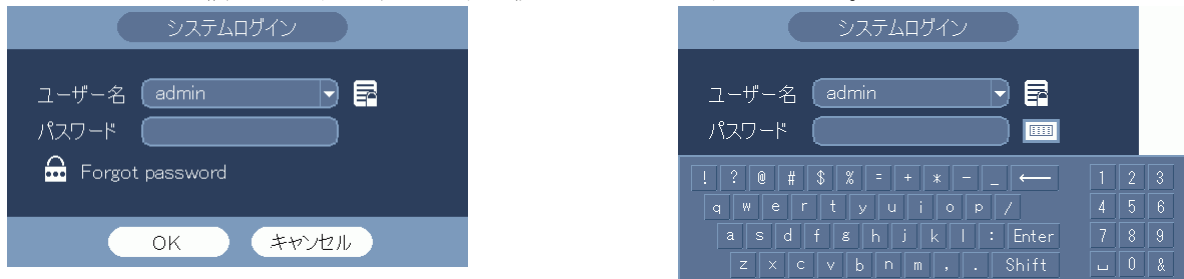 システムログイン
ユーザー名 admin
パスワード
Forgot password
OK キャンセル
システムログイン
ユーザー名 admin
パスワード
! ? @ # $ % = + * - _ ← 1 2 3
q w e r t y u i o p / 4 5 6
a s d f g h j k l : Enter 7 8 9
z x c v b n m , . Shift ␣ 0 &